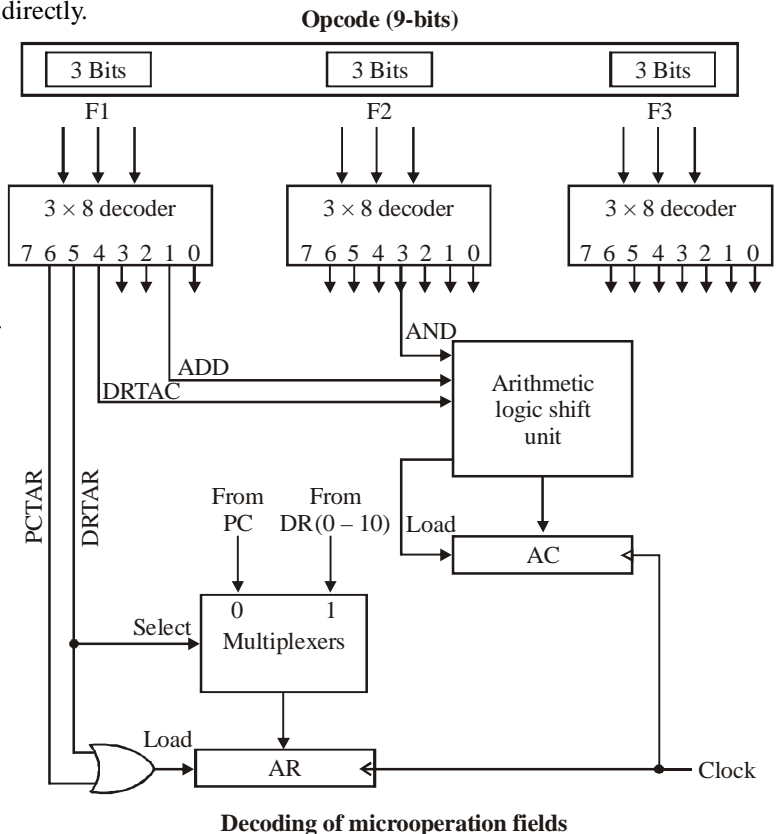 directly.
Opcode (9-bits)
3 Bits 3 Bits 3 Bits
F1 F2 F3
3 × 8 decoder 3 × 8 decoder 3 × 8 decoder
7 6 5 4 3 2 1 0 7 6 5 4 3 2 1 0 7 6 5 4 3 2 1 0
AND
ADD
DRTAC
Arithmetic
logic shift
unit
PCTAR
DRTAR
From From
PC DR(0 – 10)
Load
AC
0 1
Select
Multiplexers
Load
AR
Clock
Decoding of microoperation fields